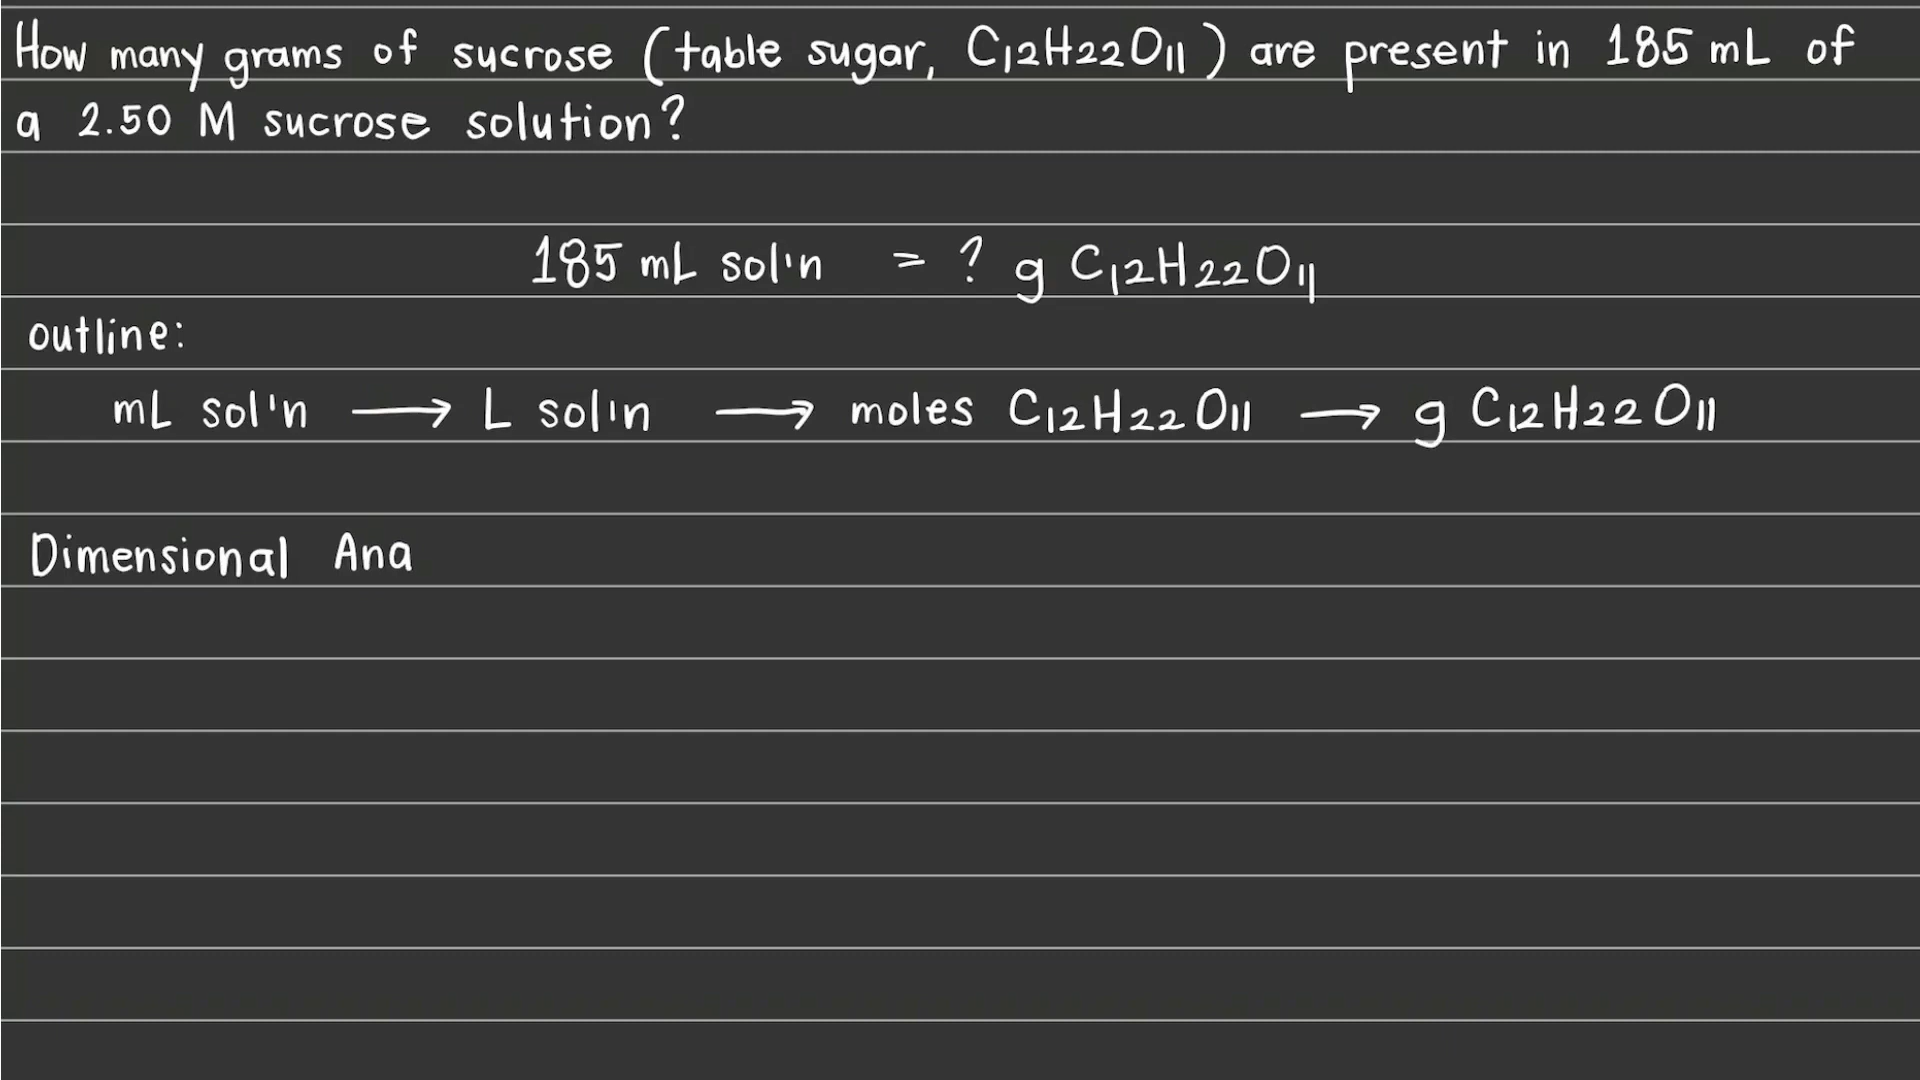 How many grams of sucrose (table sugar, C₁₂H₂₂O₁₁) are present in 185 mL of
a 2.50 M sucrose solution?
185 mL sol'n = ? g C₁₂H₂₂O₁₁
outline:
mL sol'n → L sol'n → moles C₁₂H₂₂O₁₁ → g C₁₂H₂₂O₁₁
Dimensional Ana